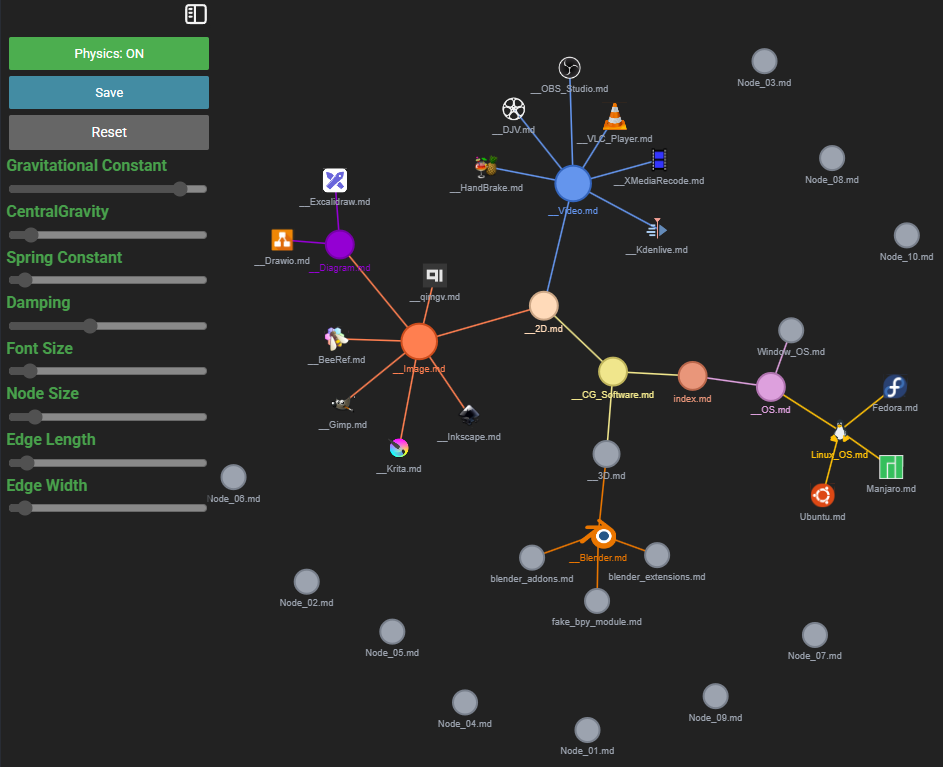 Physics: ON
Save
Reset
Gravitational Constant
CentralGravity
Spring Constant
Damping
Font Size
Node Size
Edge Length
Edge Width
Node_03.md
__OBS_Studio.md
__DJV.md
__VLC_Player.md
Node_08.md
__XMediaRecode.md
__HandBrake.md
__Excalidraw.md
__Video.md
__Kdenlive.md
Node_10.md
__Drawio.md
__Diagram.md
__qimgv.md
__2D.md
Window_OS.md
__BeeRef.md
__Image.md
__CG_Software.md
index.md
__OS.md
Fedora.md
__Gimp.md
__Inkscape.md
Linux_OS.md
__Krita.md
__3D.md
Manjaro.md
Node_06.md
Ubuntu.md
__Blender.md
blender_addons.md
blender_extensions.md
Node_02.md
fake_bpy_module.md
Node_05.md
Node_07.md
Node_04.md
Node_09.md
Node_01.md